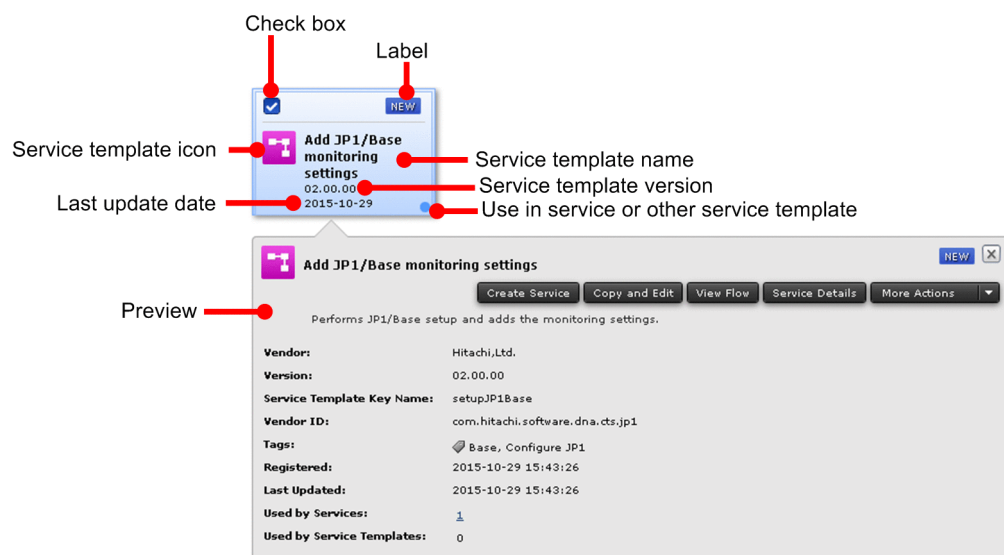 Check box
Label
NEW
Service template icon
Add JP1/Base
monitoring
settings
Service template name
02.00.00
Service template version
Last update date
2015-10-29
Use in service or other service template
Add JP1/Base monitoring settings
NEW
Create Service Copy and Edit View Flow Service Details More Actions
Preview
Performs JP1/Base setup and adds the monitoring settings.
Vendor: Hitachi,Ltd.
Version: 02.00.00
Service Template Key Name: setupJP1Base
Vendor ID: com.hitachi.software.dna.cts.jp1
Tags: Base, Configure JP1
Registered: 2015-10-29 15:43:26
Last Updated: 2015-10-29 15:43:26
Used by Services: 1
Used by Service Templates: 0